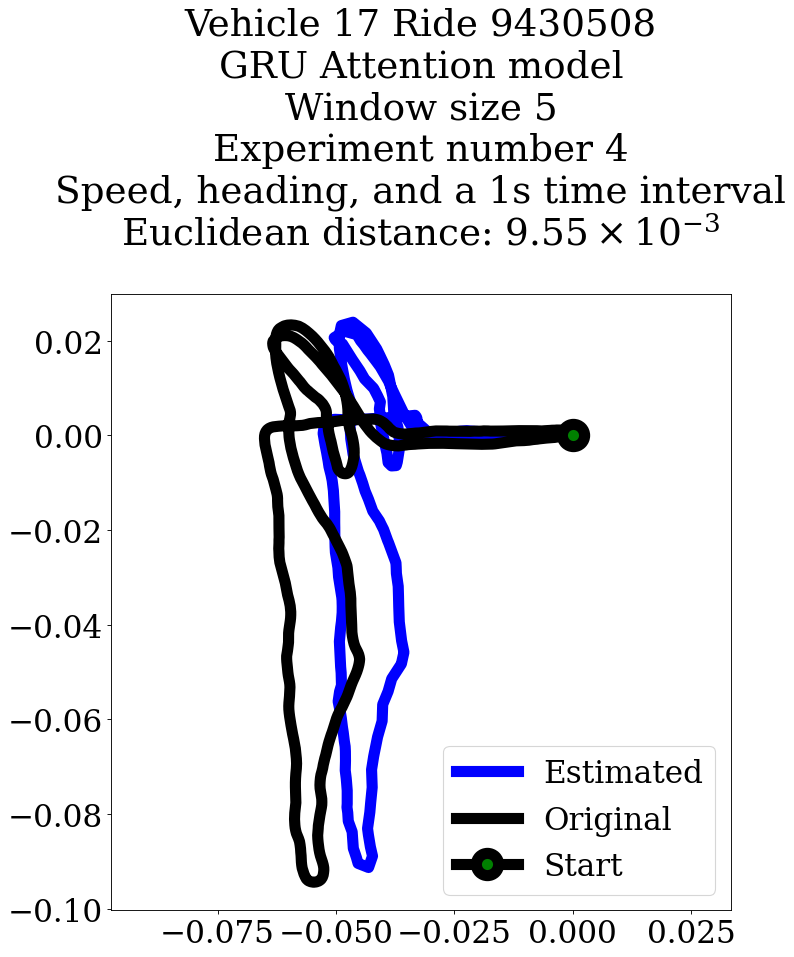 Vehicle 17 Ride 9430508
GRU Attention model
Window size 5
Experiment number 4
Speed, heading, and a 1s time interval
Euclidean distance: 9.55 × 10⁻³
0.02
0.00
−0.02
−0.04
−0.06
−0.08
−0.10
Estimated
Original
Start
−0.075 −0.050 −0.025 0.000 0.025